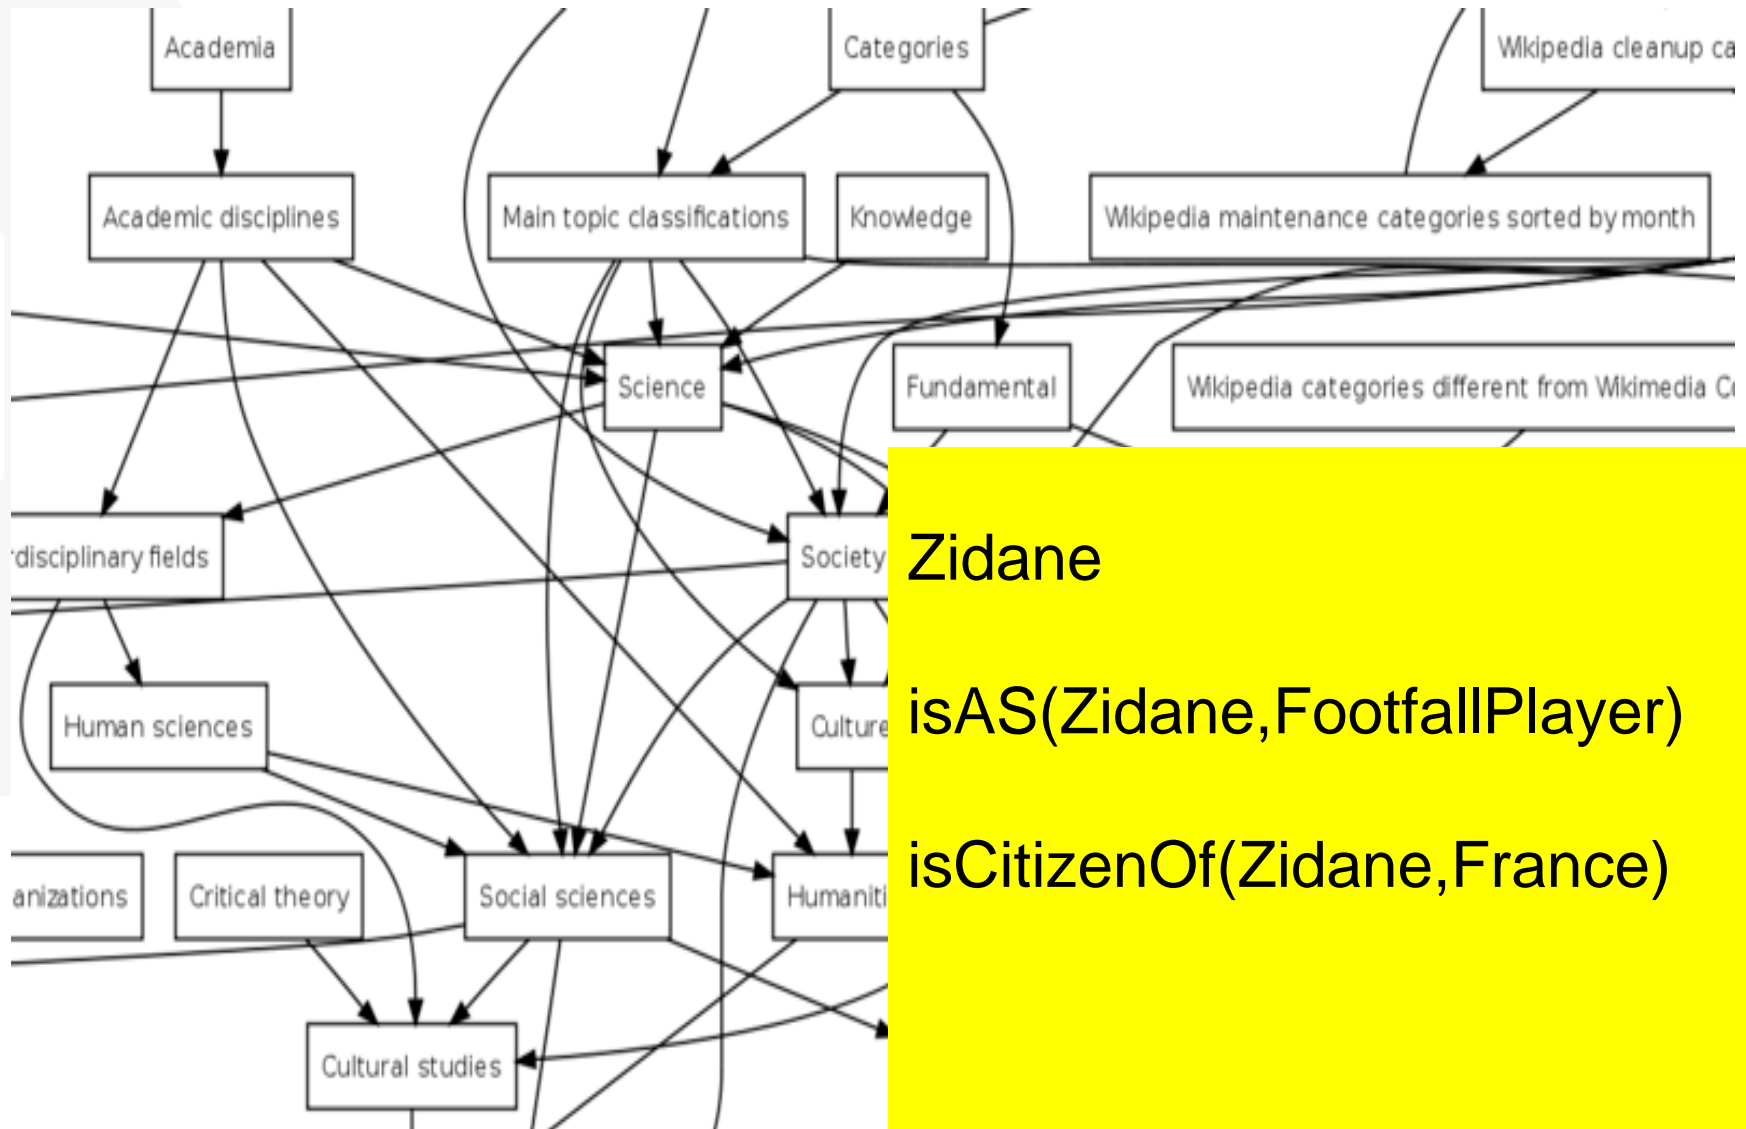 Academia
Categories
Wikipedia cleanup ca
Academic disciplines
Main topic classifications
Knowledge
Wikipedia maintenance categories sorted by month
Science
Fundamental
Wikipedia categories different from Wikimedia Co
rdisciplinary fields
Society
Zidane
Human sciences
Culture
isAS(Zidane,FootfallPlayer)
anizations
Critical theory
Social sciences
Humaniti
isCitizenOf(Zidane,France)
Cultural studies